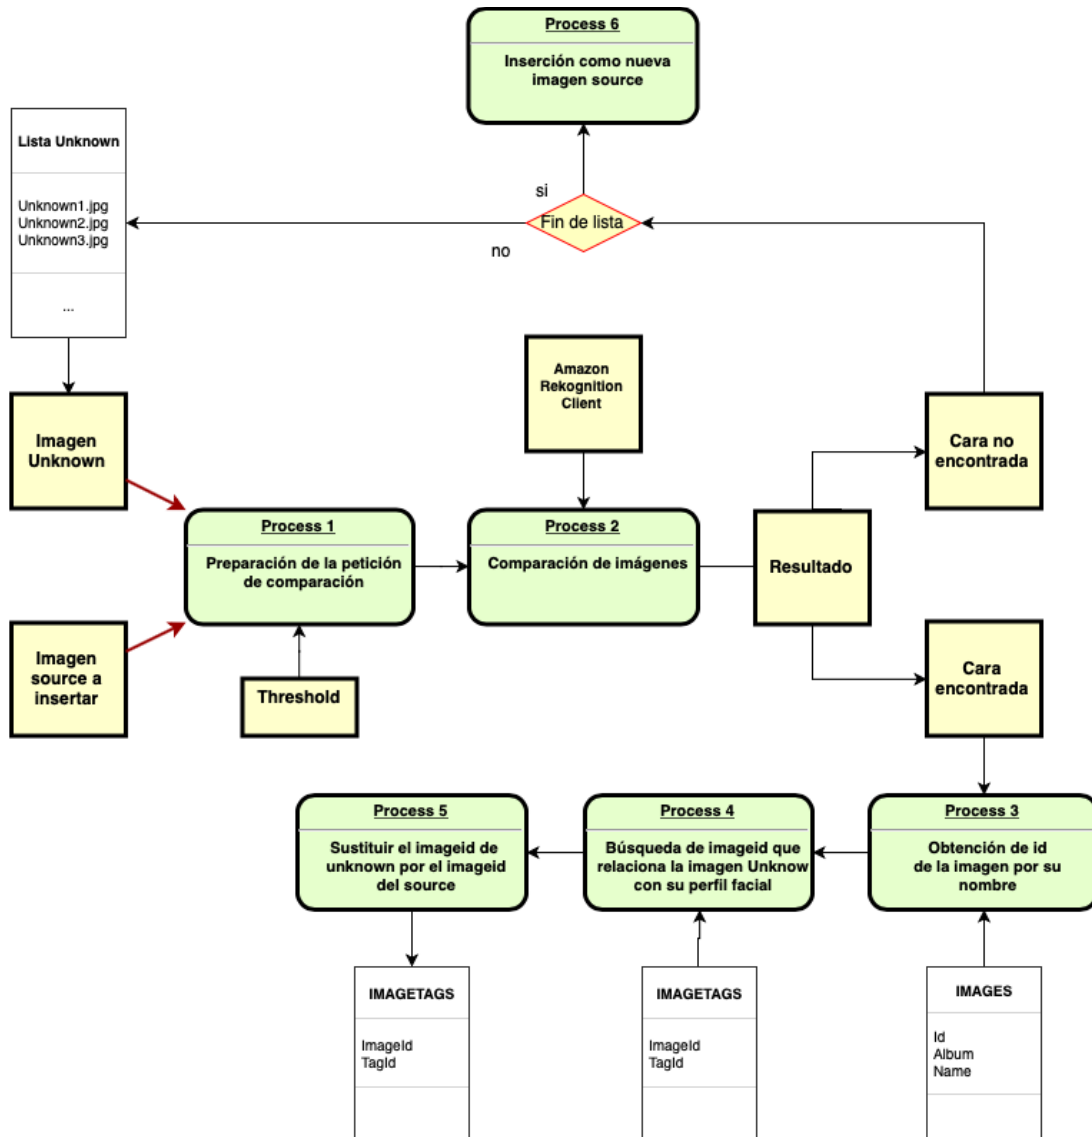 Process 6
Inserción como nueva
imagen source
Lista Unknown
Unknown1.jpg
Unknown2.jpg
Unknown3.jpg
...
si
Fin de lista
no
Amazon
Rekognition
Client
Imagen
Unknown
Cara no
encontrada
Process 1
Preparación de la petición
de comparación
Process 2
Comparación de imágenes
Resultado
Imagen
source a
insertar
Threshold
Cara
encontrada
Process 5
Sustituir el imageid de
unknown por el imageid
del source
Process 4
Búsqueda de imageid que
relaciona la imagen Unknow
con su perfil facial
Process 3
Obtención de id
de la imagen por su
nombre
IMAGETAGS
ImageId
TagId
IMAGETAGS
ImageId
TagId
IMAGES
Id
Album
Name